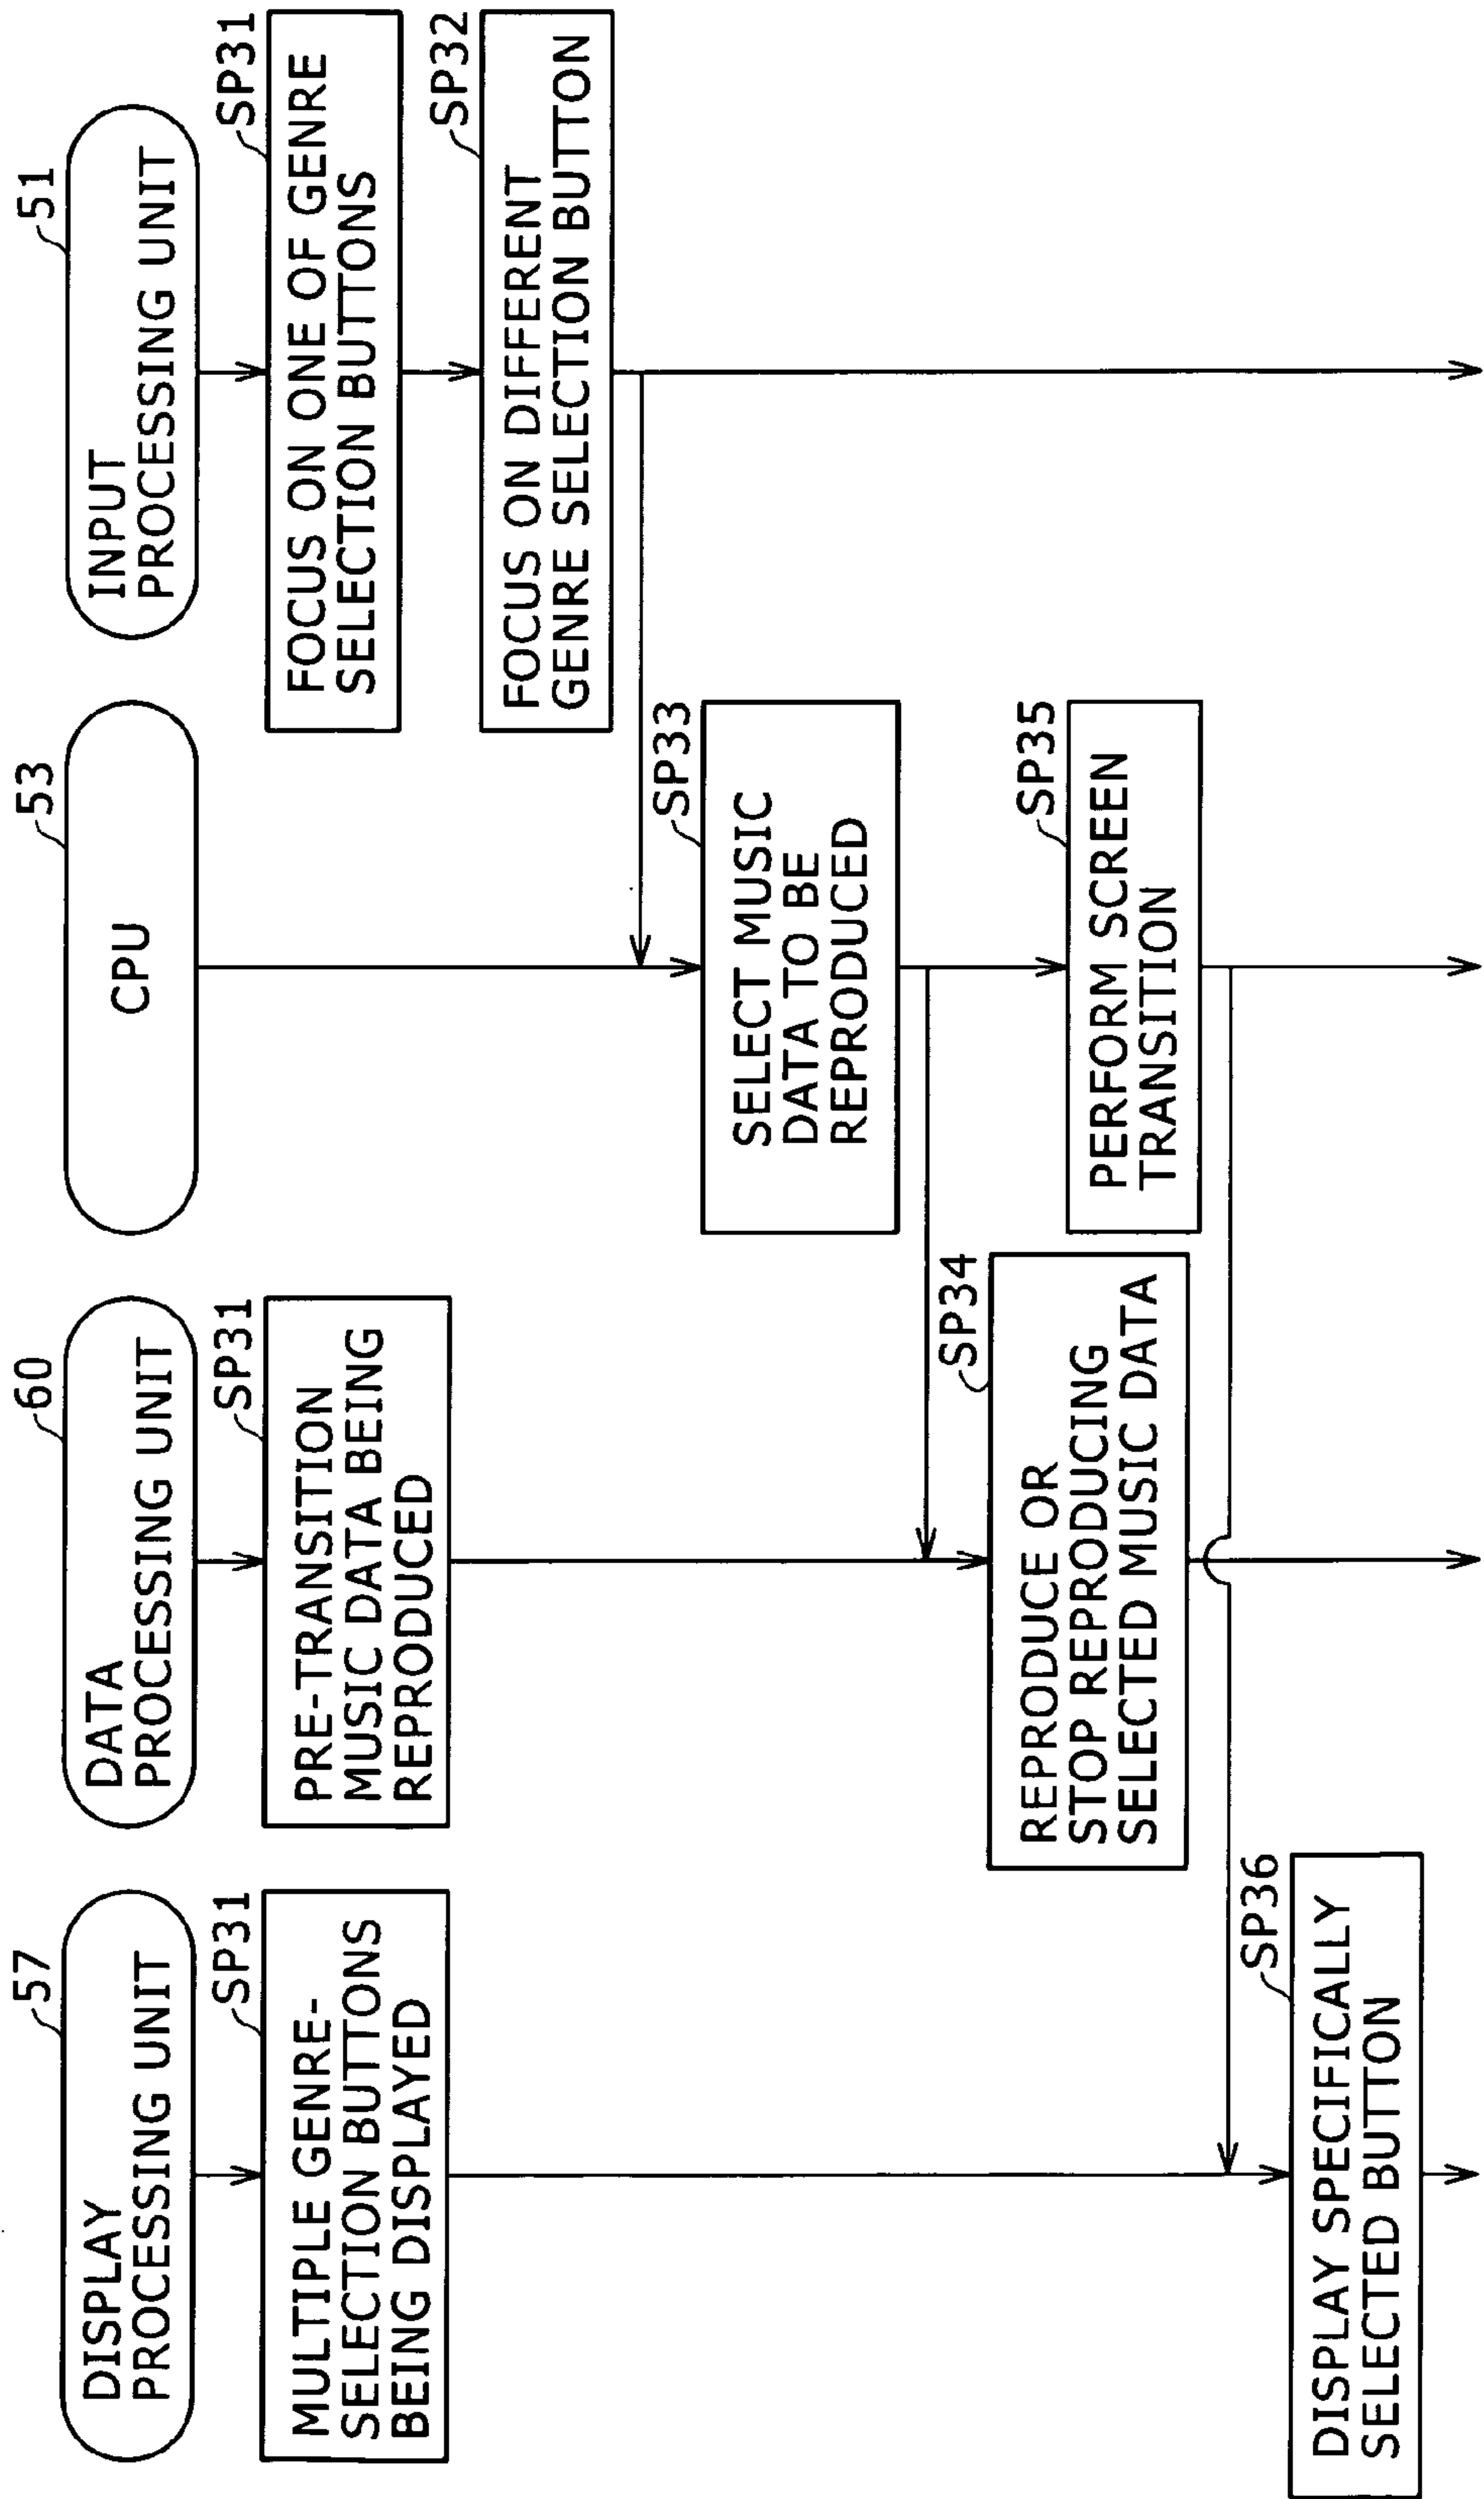 57
DISPLAY
PROCESSING UNIT
60
DATA
PROCESSING UNIT
53
CPU
51
INPUT
PROCESSING UNIT
SP31
MULTIPLE GENRE-
SELECTION BUTTONS
BEING DISPLAYED
SP31
PRE-TRANSITION
MUSIC DATA BEING
REPRODUCED
SP31
FOCUS ON ONE OF GENRE
SELECTION BUTTONS
SP32
FOCUS ON DIFFERENT
GENRE SELECTION BUTTON
SP33
SELECT MUSIC
DATA TO BE
REPRODUCED
SP34
REPRODUCE OR
STOP REPRODUCING
SELECTED MUSIC DATA
SP35
PERFORM SCREEN
TRANSITION
SP36
DISPLAY SPECIFICALLY
SELECTED BUTTON